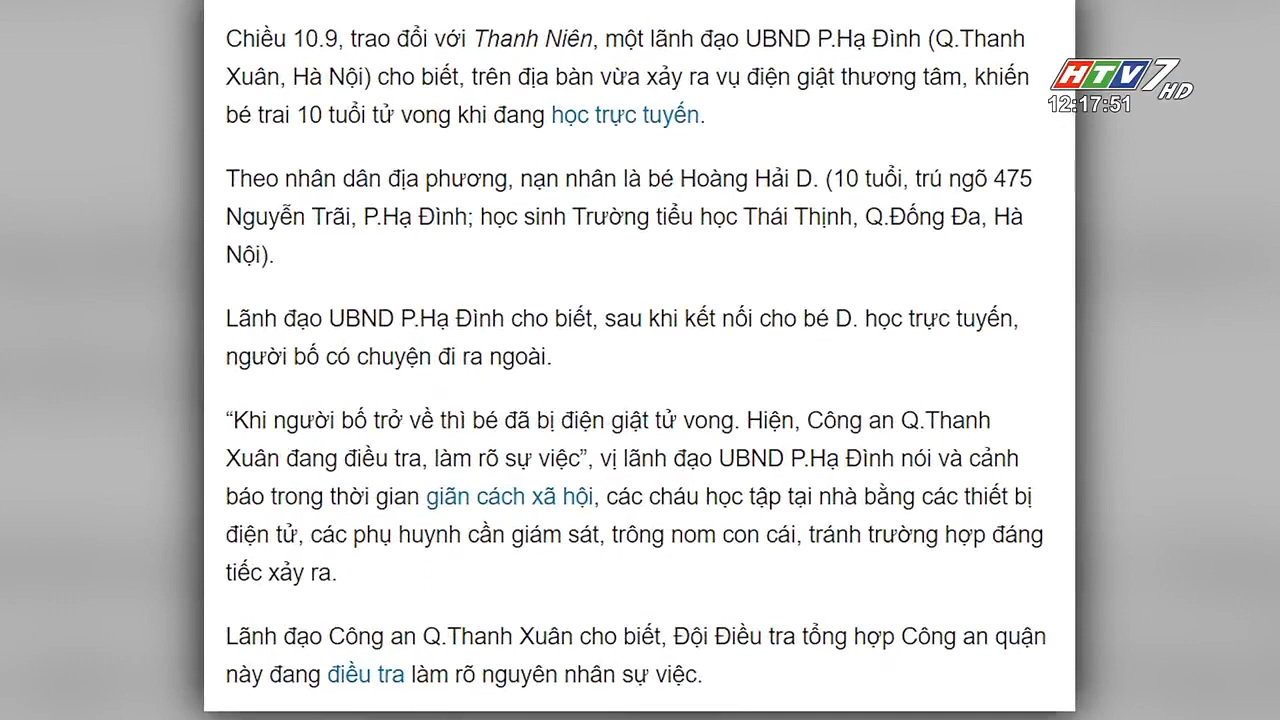 Chiều 10.9, trao đổi với Thanh Niên, một lãnh đạo UBND P.Hạ Đình (Q.Thanh
Xuân, Hà Nội) biết, trên địa bàn vừa xảy ra vụ điện giật thương tâm, khiến
bé trai 10 tuổi tử vong khi đang học trực tuyến.
HTV7 HD
12:17:51
Theo nhân dân địa phương, nạn nhân là bé Hoàng Hải D. (10 tuổi, trú ngõ 475
Nguyễn Trãi, P.Hạ Đình; học sinh Trường tiểu học Thái Thịnh, Q.Đống Đa, Hà
Nội).
Lãnh đạo UBND P.Hạ Đình cho biết, sau khi kết nối cho bé D. học trực tuyến,
người bố có chuyện đi ra ngoài.
“Khi người bố trở về thì bé đã bị điện giật tử vong. Hiện, Công an Q.Thanh
Xuân đang điều tra, làm rõ sự việc”, vị lãnh đạo UBND P.Hạ Đình nói và cảnh
báo trong thời gian giãn cách xã hội, các cháu học tập tại nhà bằng các thiết bị
điện tử, các phụ huynh cần giám sát, trông nom con cái, tránh trường hợp đáng
tiếc xảy ra.
Lãnh đạo Công an Q.Thanh Xuân cho biết, Đội Điều tra tổng hợp Công an quận
này đang điều tra làm rõ nguyên nhân sự việc.